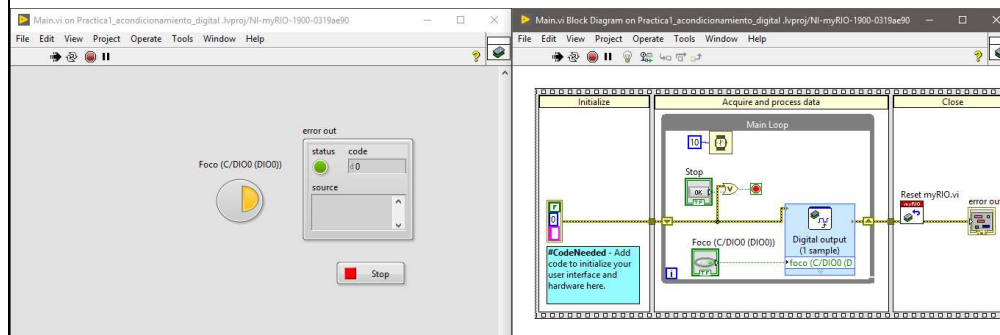 Main.vi on Practica1_acondicionamiento_digital .lvproj/NI-myRIO-1900-0319ae90
File Edit View Project Operate Tools Window Help
Foco (C/DIO0 (DIO0))
error out
status code
d 0
source
Stop
Main.vi Block Diagram on Practica1_acondicionamiento_digital .lvproj/NI-myRIO-1900-0319ae90
File Edit View Project Operate Tools Window Help
Initialize
Acquire and process data
Close
Main Loop
10
Stop
OK
TF
V
F
0
Foco (C/DIO0 (DIO0))
TF
Digital output
(1 sample)
foco (C/DIO0 (D
i
#CodeNeeded - Add
code to initialize your
user interface and
hardware here.
Reset myRIO.vi
myRIO
error out